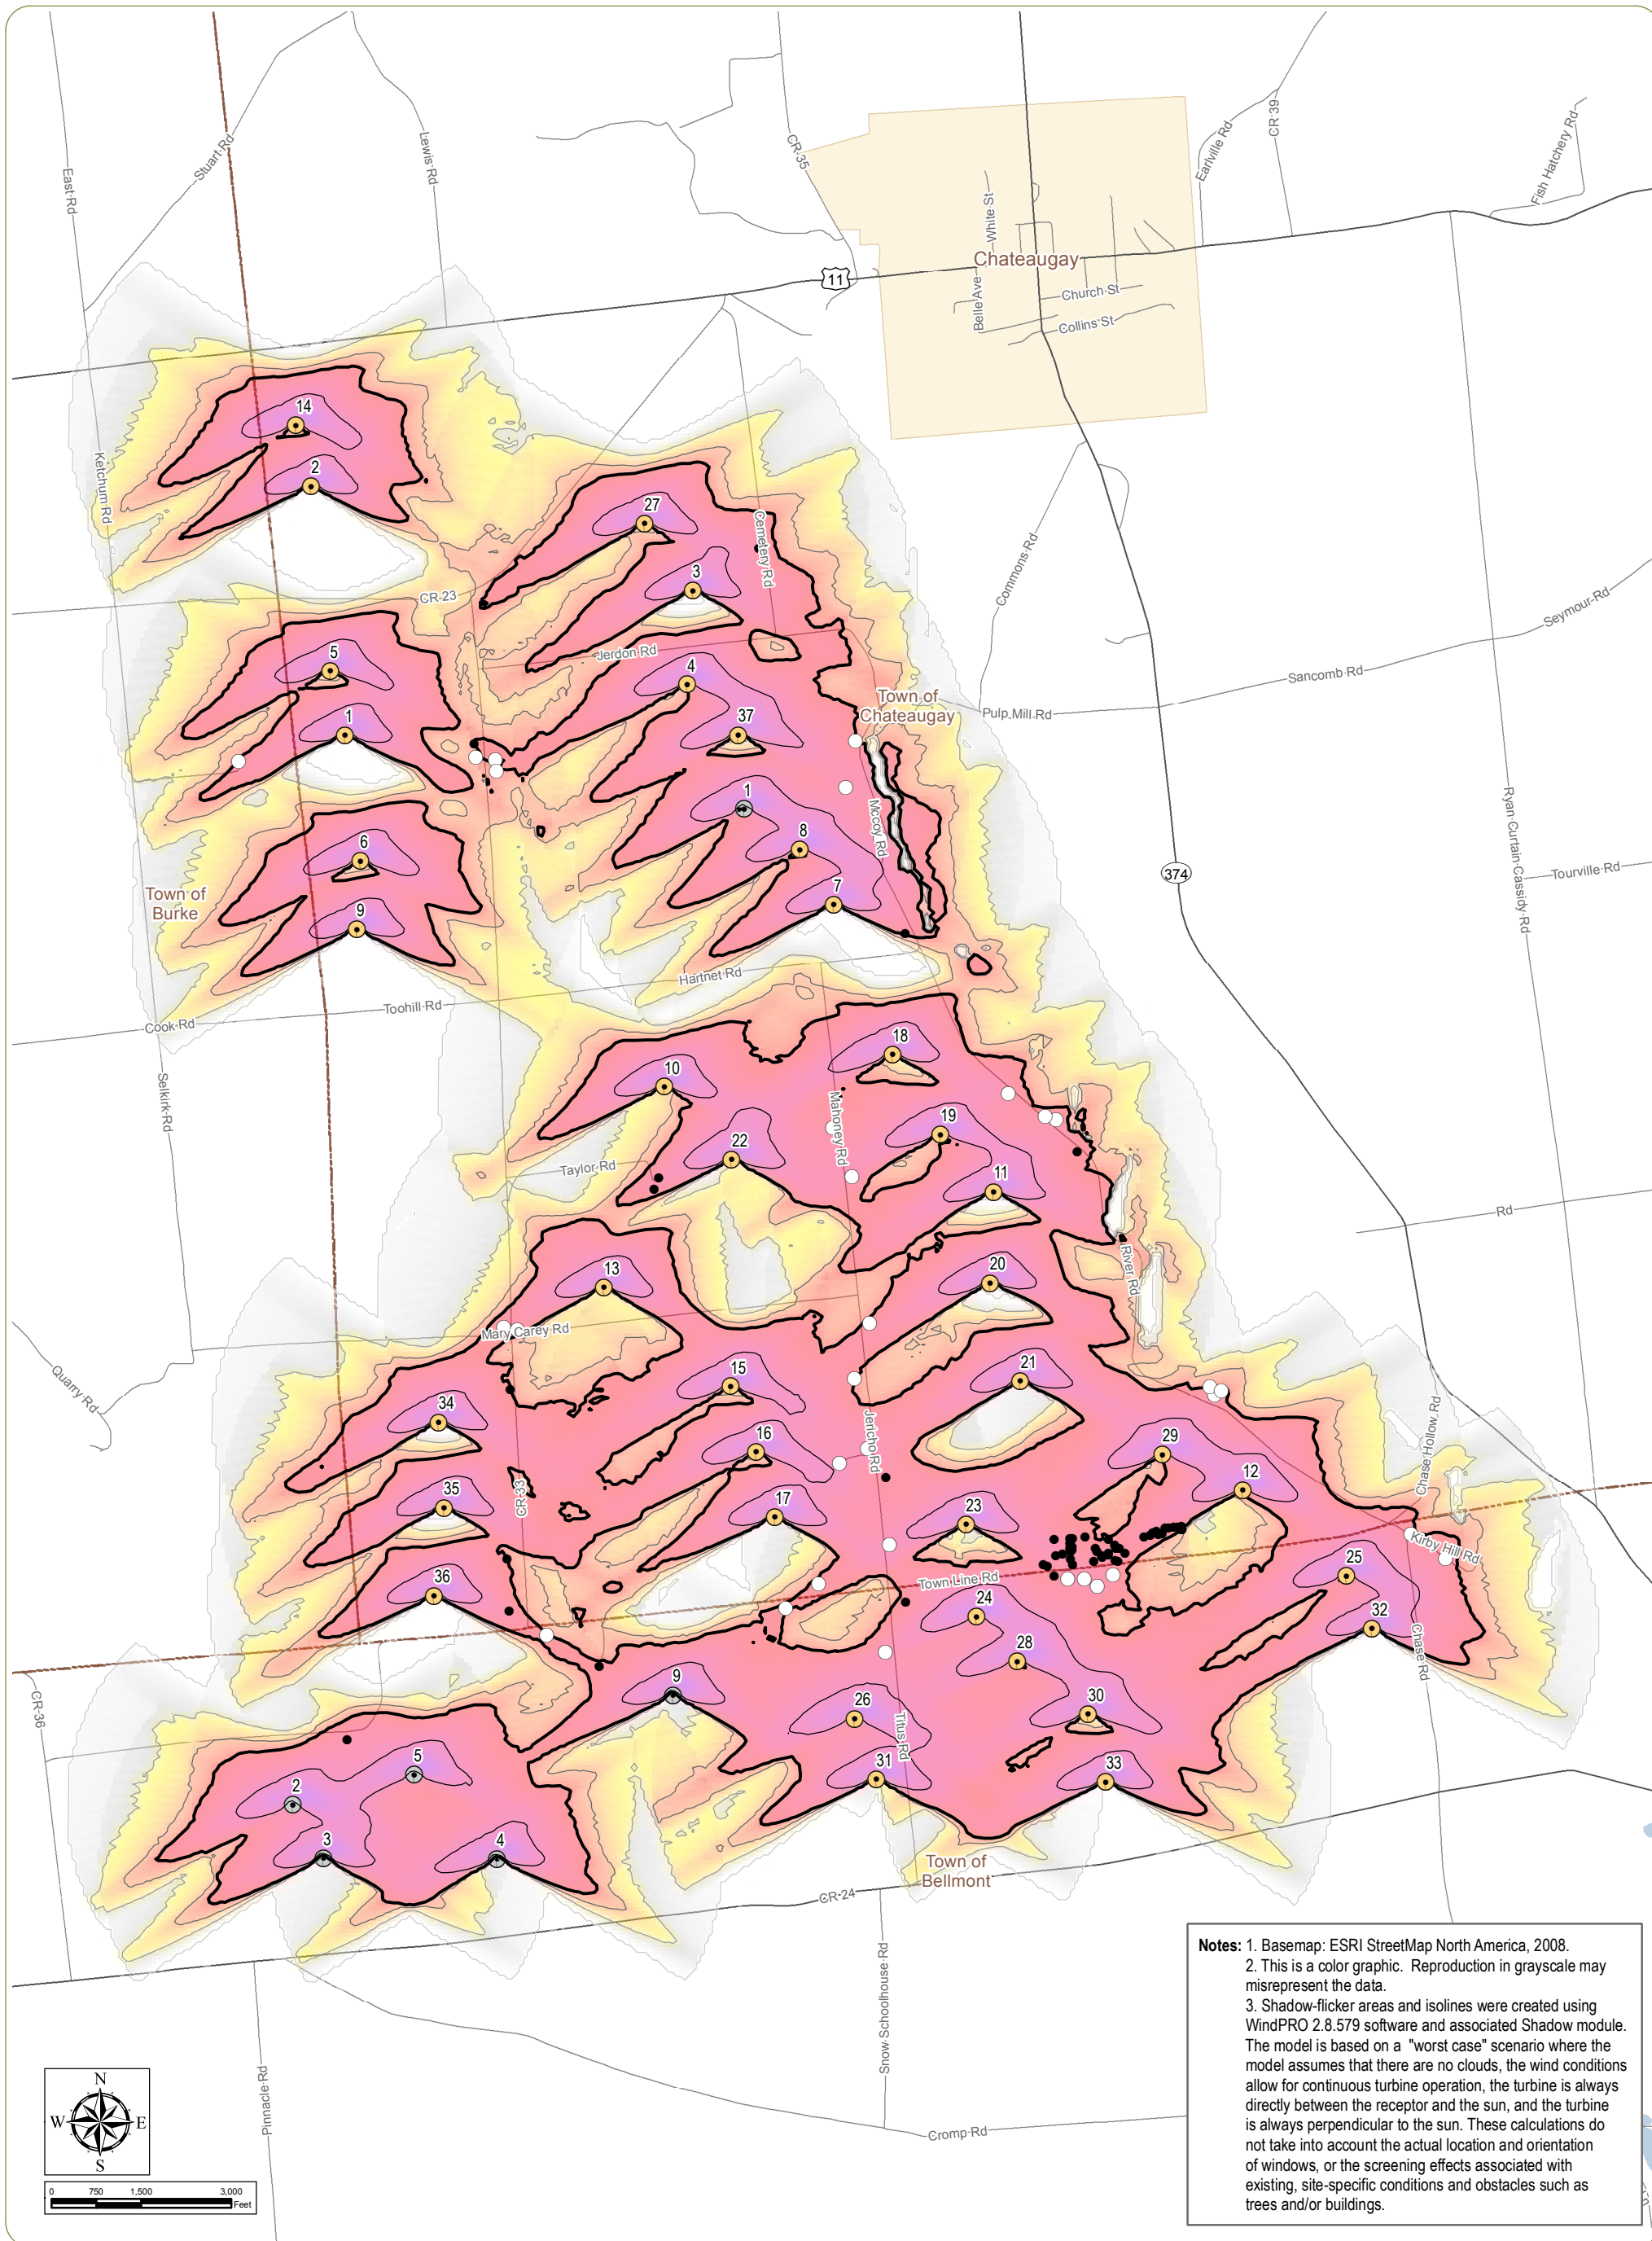 East Rd
Stuart Rd
Lewis Rd
CR 35
CR 39
Earlville Rd
Fish Hatchery Rd
White St
Chateaugay
11
Belle Ave
Church St
Collins St
14
Ketchum Rd
2
27
Cemetery Rd
Commons Rd
3
CR 23
Seymour Rd
5
Jerdon Rd
4
Sancomb Rd
Town of
Chateaugay
Pulp Mill Rd
1
37
1
Mccoy Rd
8
Ryan Curtain Cassidy Rd
6
374
Tourville Rd
Town of
Burke
7
9
Hartnet Rd
Toohill Rd
Cook Rd
18
10
Selkirk Rd
Mahoney Rd
19
22
Taylor Rd
11
Rd
13
20
River Rd
Mary Carey Rd
15
21
Quarry Rd
34
Jericho Rd
Chase Hollow Rd
16
29
12
35
CR 33
17
23
Kirby Hill Rd
25
36
Town Line Rd
24
32
28
Chase Rd
9
CR 36
26
30
Titus Rd
5
31
33
2
3
4
Town of
Bellmont
CR 24
Snow Schoolhouse Rd
Pinnacle Rd
Cromp Rd
N
W E
S
0 750 1,500 3,000
Feet
Notes: 1. Basemap: ESRI StreetMap North America, 2008.
2. This is a color graphic. Reproduction in grayscale may
misrepresent the data.
3. Shadow-flicker areas and isolines were created using
WindPRO 2.8.579 software and associated Shadow module.
The model is based on a "worst case" scenario where the
model assumes that there are no clouds, the wind conditions
allow for continuous turbine operation, the turbine is always
directly between the receptor and the sun, and the turbine
is always perpendicular to the sun. These calculations do
not take into account the actual location and orientation
of windows, or the screening effects associated with
existing, site-specific conditions and obstacles such as
trees and/or buildings.